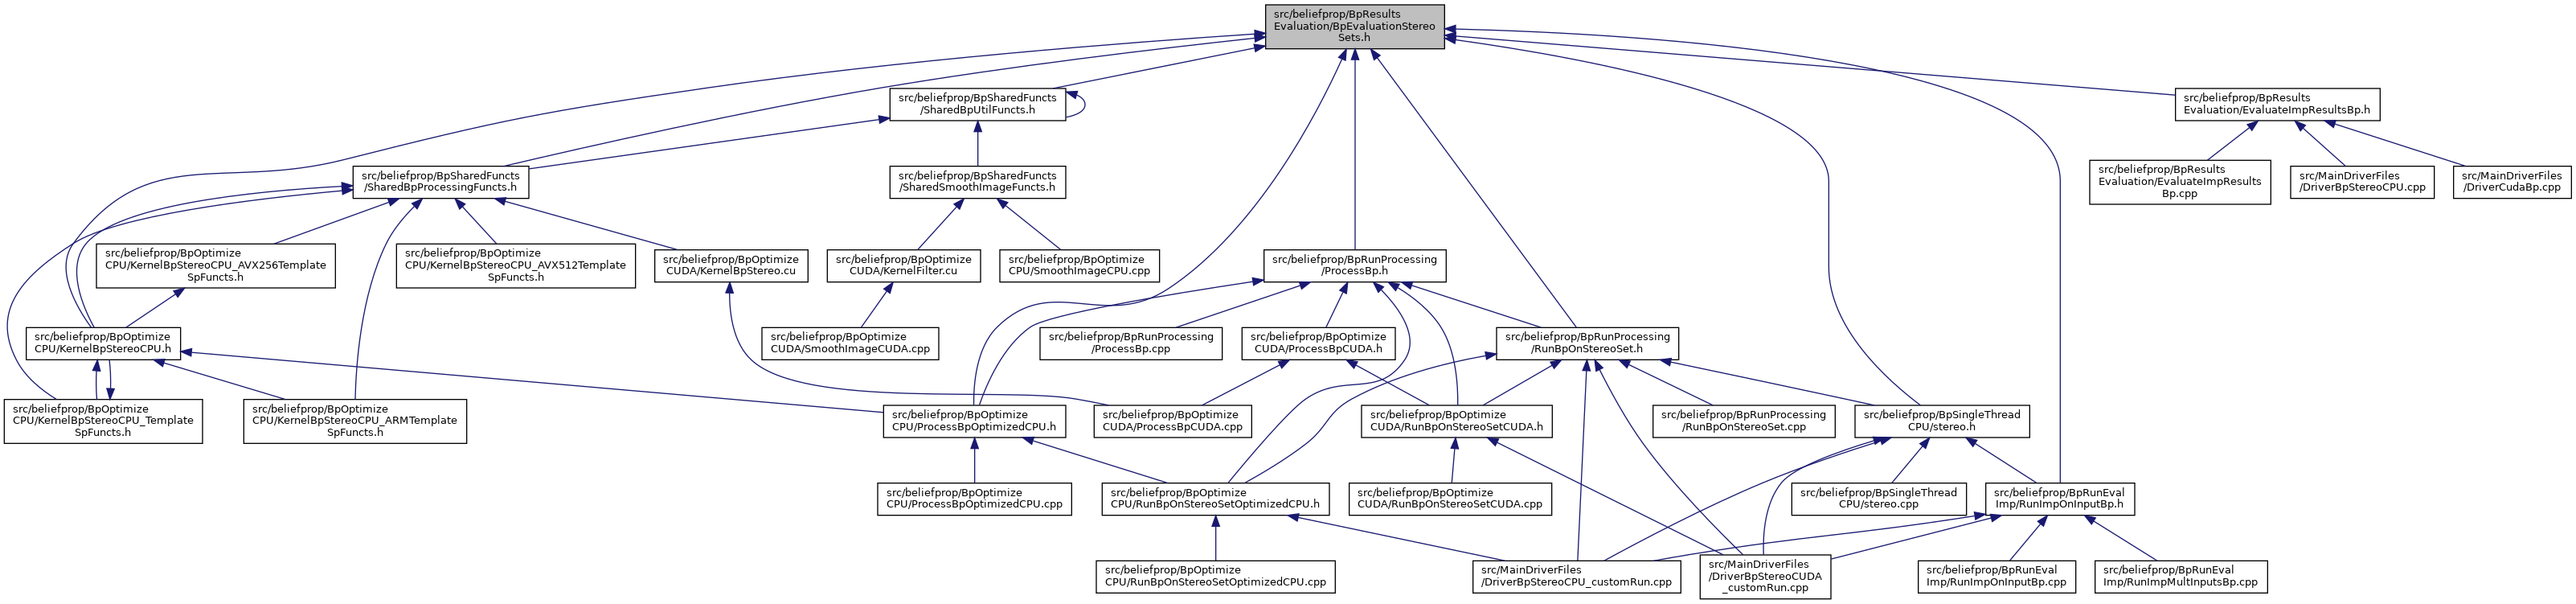 src/beliefprop/BpResults
Evaluation/BpEvaluationStereo
Sets.h
src/beliefprop/BpSharedFuncts
/SharedBpUtilFuncts.h
src/beliefprop/BpResults
Evaluation/EvaluateImpResultsBp.h
src/beliefprop/BpSharedFuncts
/SharedBpProcessingFuncts.h
src/beliefprop/BpSharedFuncts
/SharedSmoothImageFuncts.h
src/beliefprop/BpResults
Evaluation/EvaluateImpResults
Bp.cpp
src/MainDriverFiles
/DriverBpStereoCPU.cpp
src/MainDriverFiles
/DriverCudaBp.cpp
src/beliefprop/BpOptimize
CPU/KernelBpStereoCPU_AVX256Template
SpFuncts.h
src/beliefprop/BpOptimize
CPU/KernelBpStereoCPU_AVX512Template
SpFuncts.h
src/beliefprop/BpOptimize
CUDA/KernelBpStereo.cu
src/beliefprop/BpOptimize
CUDA/KernelFilter.cu
src/beliefprop/BpOptimize
CPU/SmoothImageCPU.cpp
src/beliefprop/BpRunProcessing
/ProcessBp.h
src/beliefprop/BpOptimize
CPU/KernelBpStereoCPU.h
src/beliefprop/BpOptimize
CUDA/SmoothImageCUDA.cpp
src/beliefprop/BpRunProcessing
/ProcessBp.cpp
src/beliefprop/BpOptimize
CUDA/ProcessBpCUDA.h
src/beliefprop/BpRunProcessing
/RunBpOnStereoSet.h
src/beliefprop/BpOptimize
CPU/KernelBpStereoCPU_Template
SpFuncts.h
src/beliefprop/BpOptimize
CPU/KernelBpStereoCPU_ARMTemplate
SpFuncts.h
src/beliefprop/BpOptimize
CPU/ProcessBpOptimizedCPU.h
src/beliefprop/BpOptimize
CUDA/ProcessBpCUDA.cpp
src/beliefprop/BpOptimize
CUDA/RunBpOnStereoSetCUDA.h
src/beliefprop/BpRunProcessing
/RunBpOnStereoSet.cpp
src/beliefprop/BpSingleThread
CPU/stereo.h
src/beliefprop/BpOptimize
CPU/ProcessBpOptimizedCPU.cpp
src/beliefprop/BpOptimize
CPU/RunBpOnStereoSetOptimizedCPU.h
src/beliefprop/BpOptimize
CUDA/RunBpOnStereoSetCUDA.cpp
src/beliefprop/BpSingleThread
CPU/stereo.cpp
src/beliefprop/BpRunEval
Imp/RunImpOnInputBp.h
src/beliefprop/BpOptimize
CPU/RunBpOnStereoSetOptimizedCPU.cpp
src/MainDriverFiles
/DriverBpStereoCPU_customRun.cpp
src/MainDriverFiles
/DriverBpStereoCUDA
_customRun.cpp
src/beliefprop/BpRunEval
Imp/RunImpOnInputBp.cpp
src/beliefprop/BpRunEval
Imp/RunImpMultInputsBp.cpp